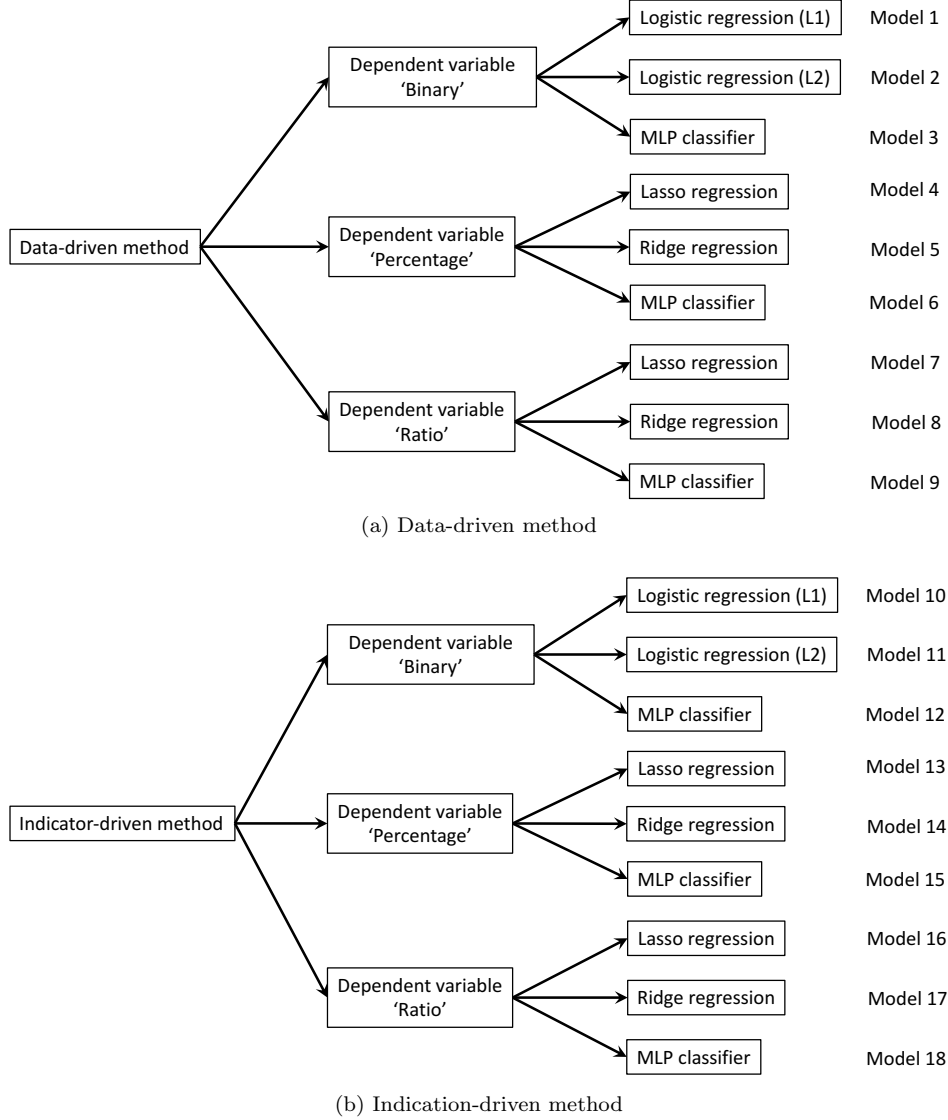 Logistic regression (L1) Model 1
Dependent variable
'Binary'
Logistic regression (L2) Model 2
MLP classifier Model 3
Lasso regression Model 4
Data-driven method
Dependent variable
'Percentage'
Ridge regression Model 5
MLP classifier Model 6
Lasso regression Model 7
Dependent variable
'Ratio'
Ridge regression Model 8
MLP classifier Model 9
(a) Data-driven method
Logistic regression (L1) Model 10
Dependent variable
'Binary'
Logistic regression (L2) Model 11
MLP classifier Model 12
Lasso regression Model 13
Indicator-driven method
Dependent variable
'Percentage'
Ridge regression Model 14
MLP classifier Model 15
Lasso regression Model 16
Dependent variable
'Ratio'
Ridge regression Model 17
MLP classifier Model 18
(b) Indication-driven method